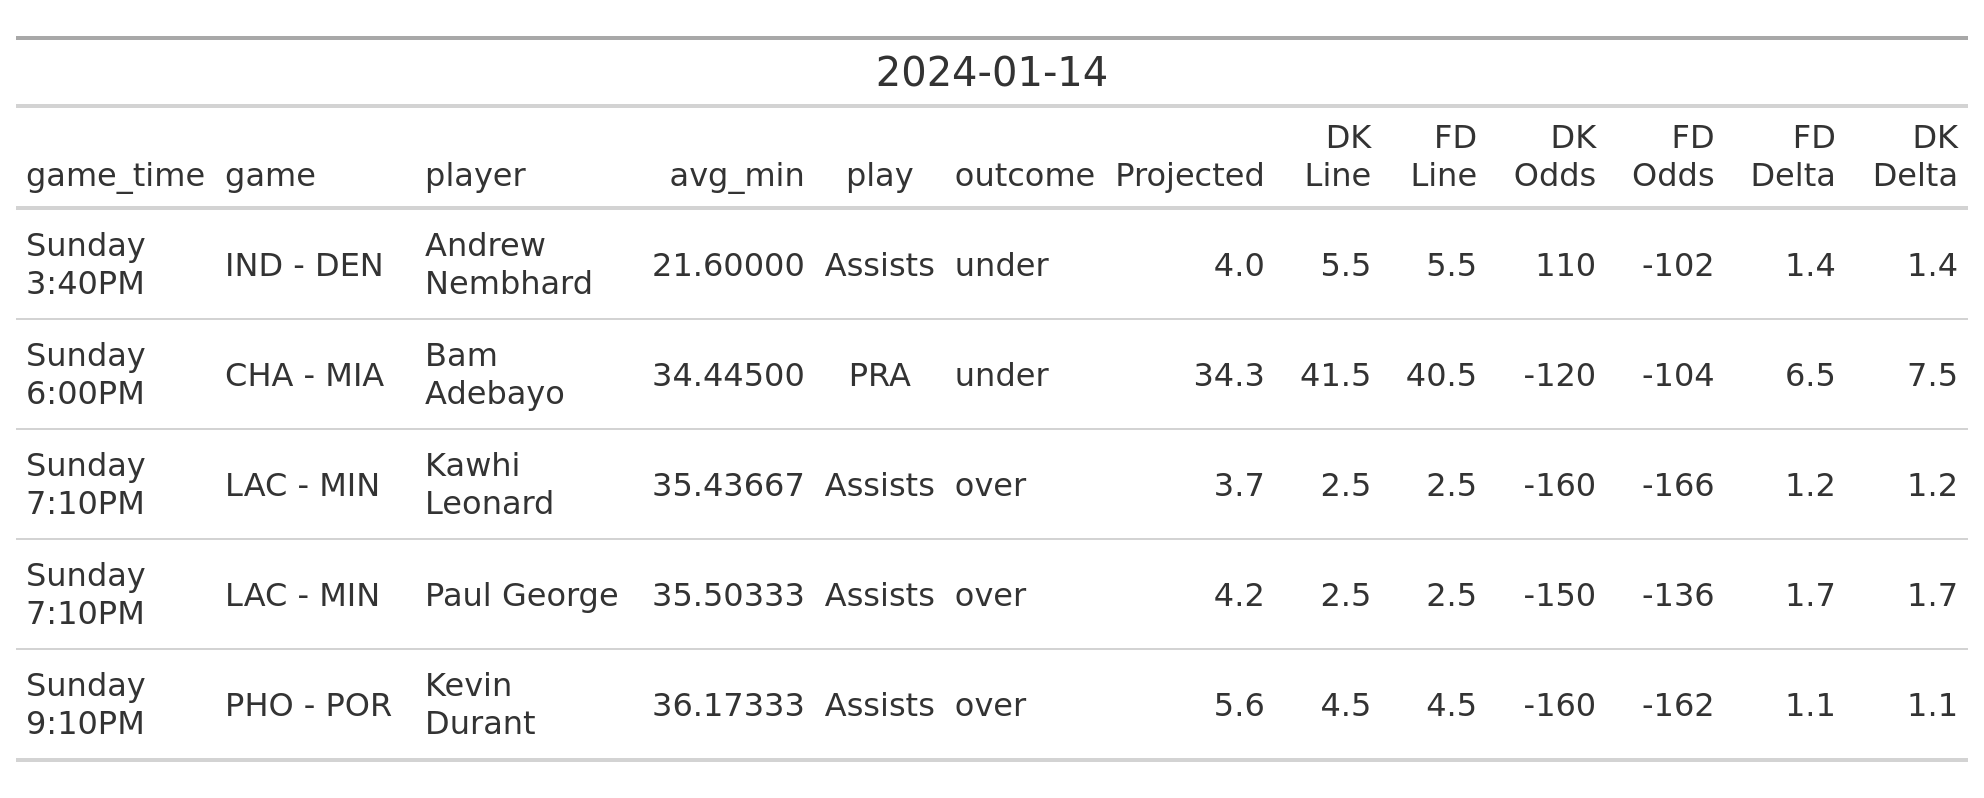 2024-01-14
game_time game player avg_min play outcome Projected DK Line FD Line DK Odds FD Odds FD Delta DK Delta
Sunday 3:40PM IND - DEN Andrew Nembhard 21.60000 Assists under 4.0 5.5 5.5 110 -102 1.4 1.4
Sunday 6:00PM CHA - MIA Bam Adebayo 34.44500 PRA under 34.3 41.5 40.5 -120 -104 6.5 7.5
Sunday 7:10PM LAC - MIN Kawhi Leonard 35.43667 Assists over 3.7 2.5 2.5 -160 -166 1.2 1.2
Sunday 7:10PM LAC - MIN Paul George 35.50333 Assists over 4.2 2.5 2.5 -150 -136 1.7 1.7
Sunday 9:10PM PHO - POR Kevin Durant 36.17333 Assists over 5.6 4.5 4.5 -160 -162 1.1 1.1